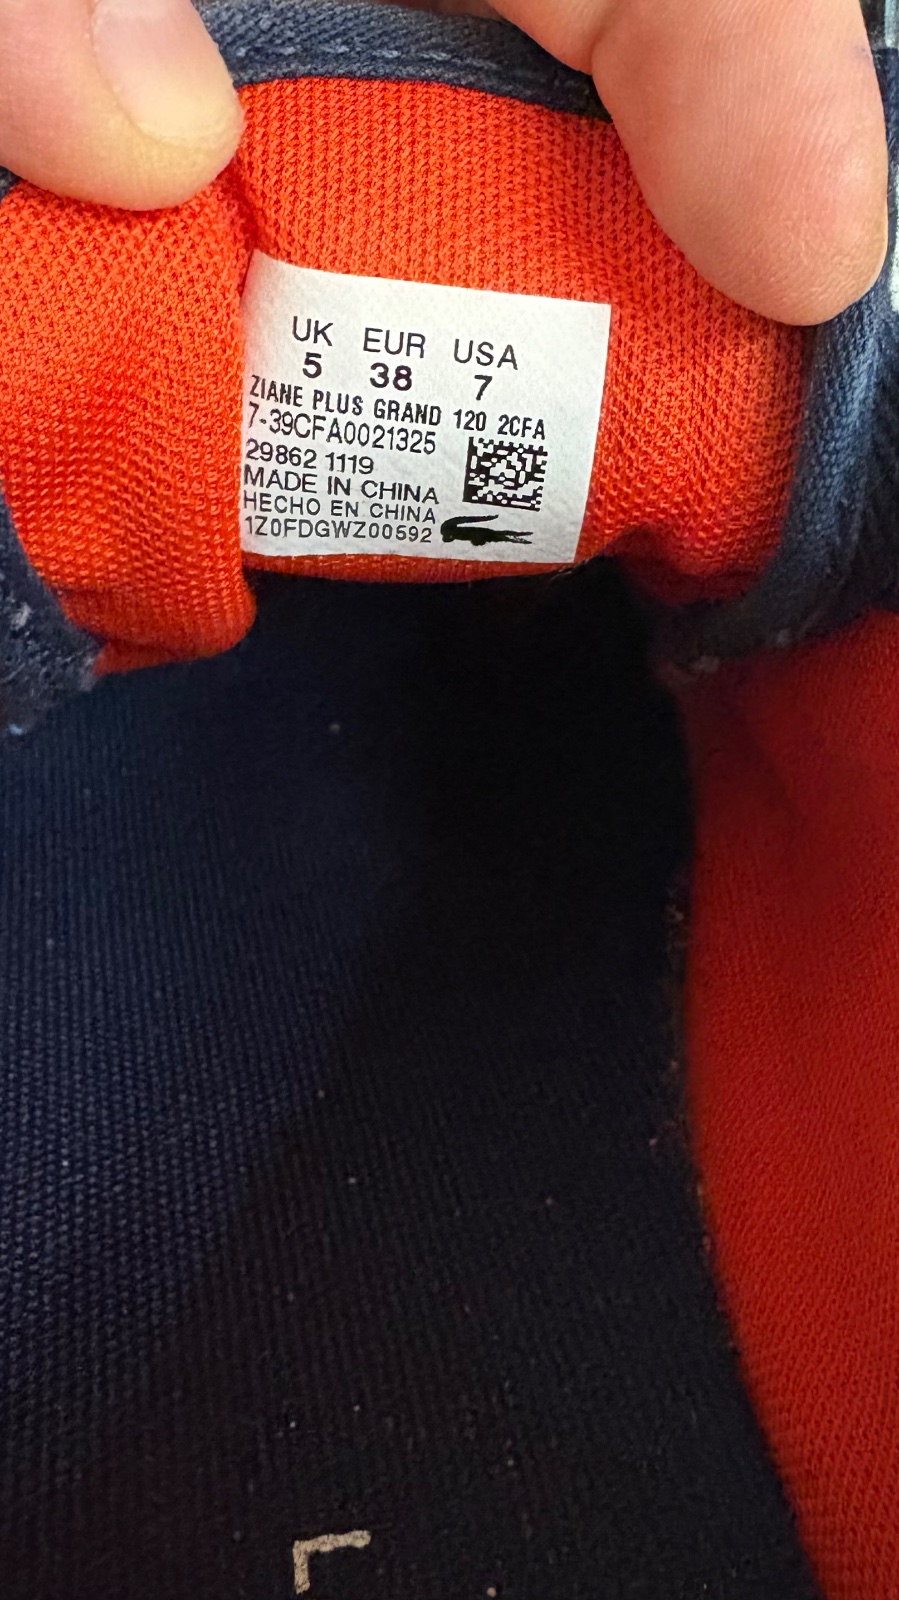 UK EUR USA
5 38 7
ZIANE PLUS GRAND 120 2CFA
7-39CFA0021325
29862 1119
MADE IN CHINA
HECHO EN CHINA
1Z0FDGWZ00592